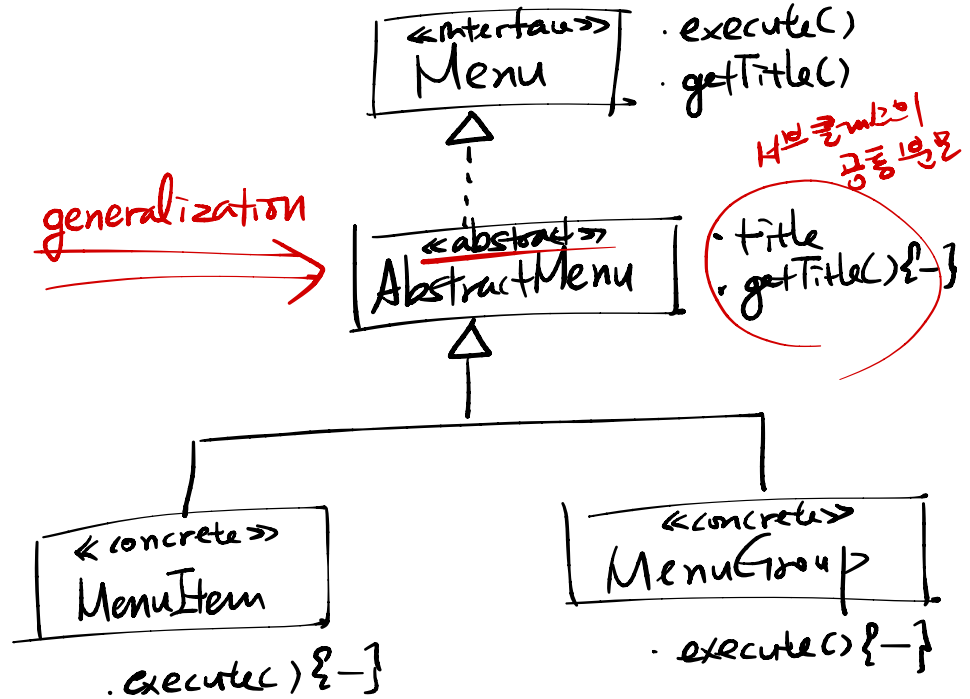 ≪interface≫
Menu
· execute()
· getTitle()
서브 클래스의
공통 부분
generalization
≪abstract≫
AbstractMenu
· title
· getTitle(){-}
≪concrete≫
MenuItem
· execute(){-}
≪concrete≫
MenuGroup
· execute(){-}